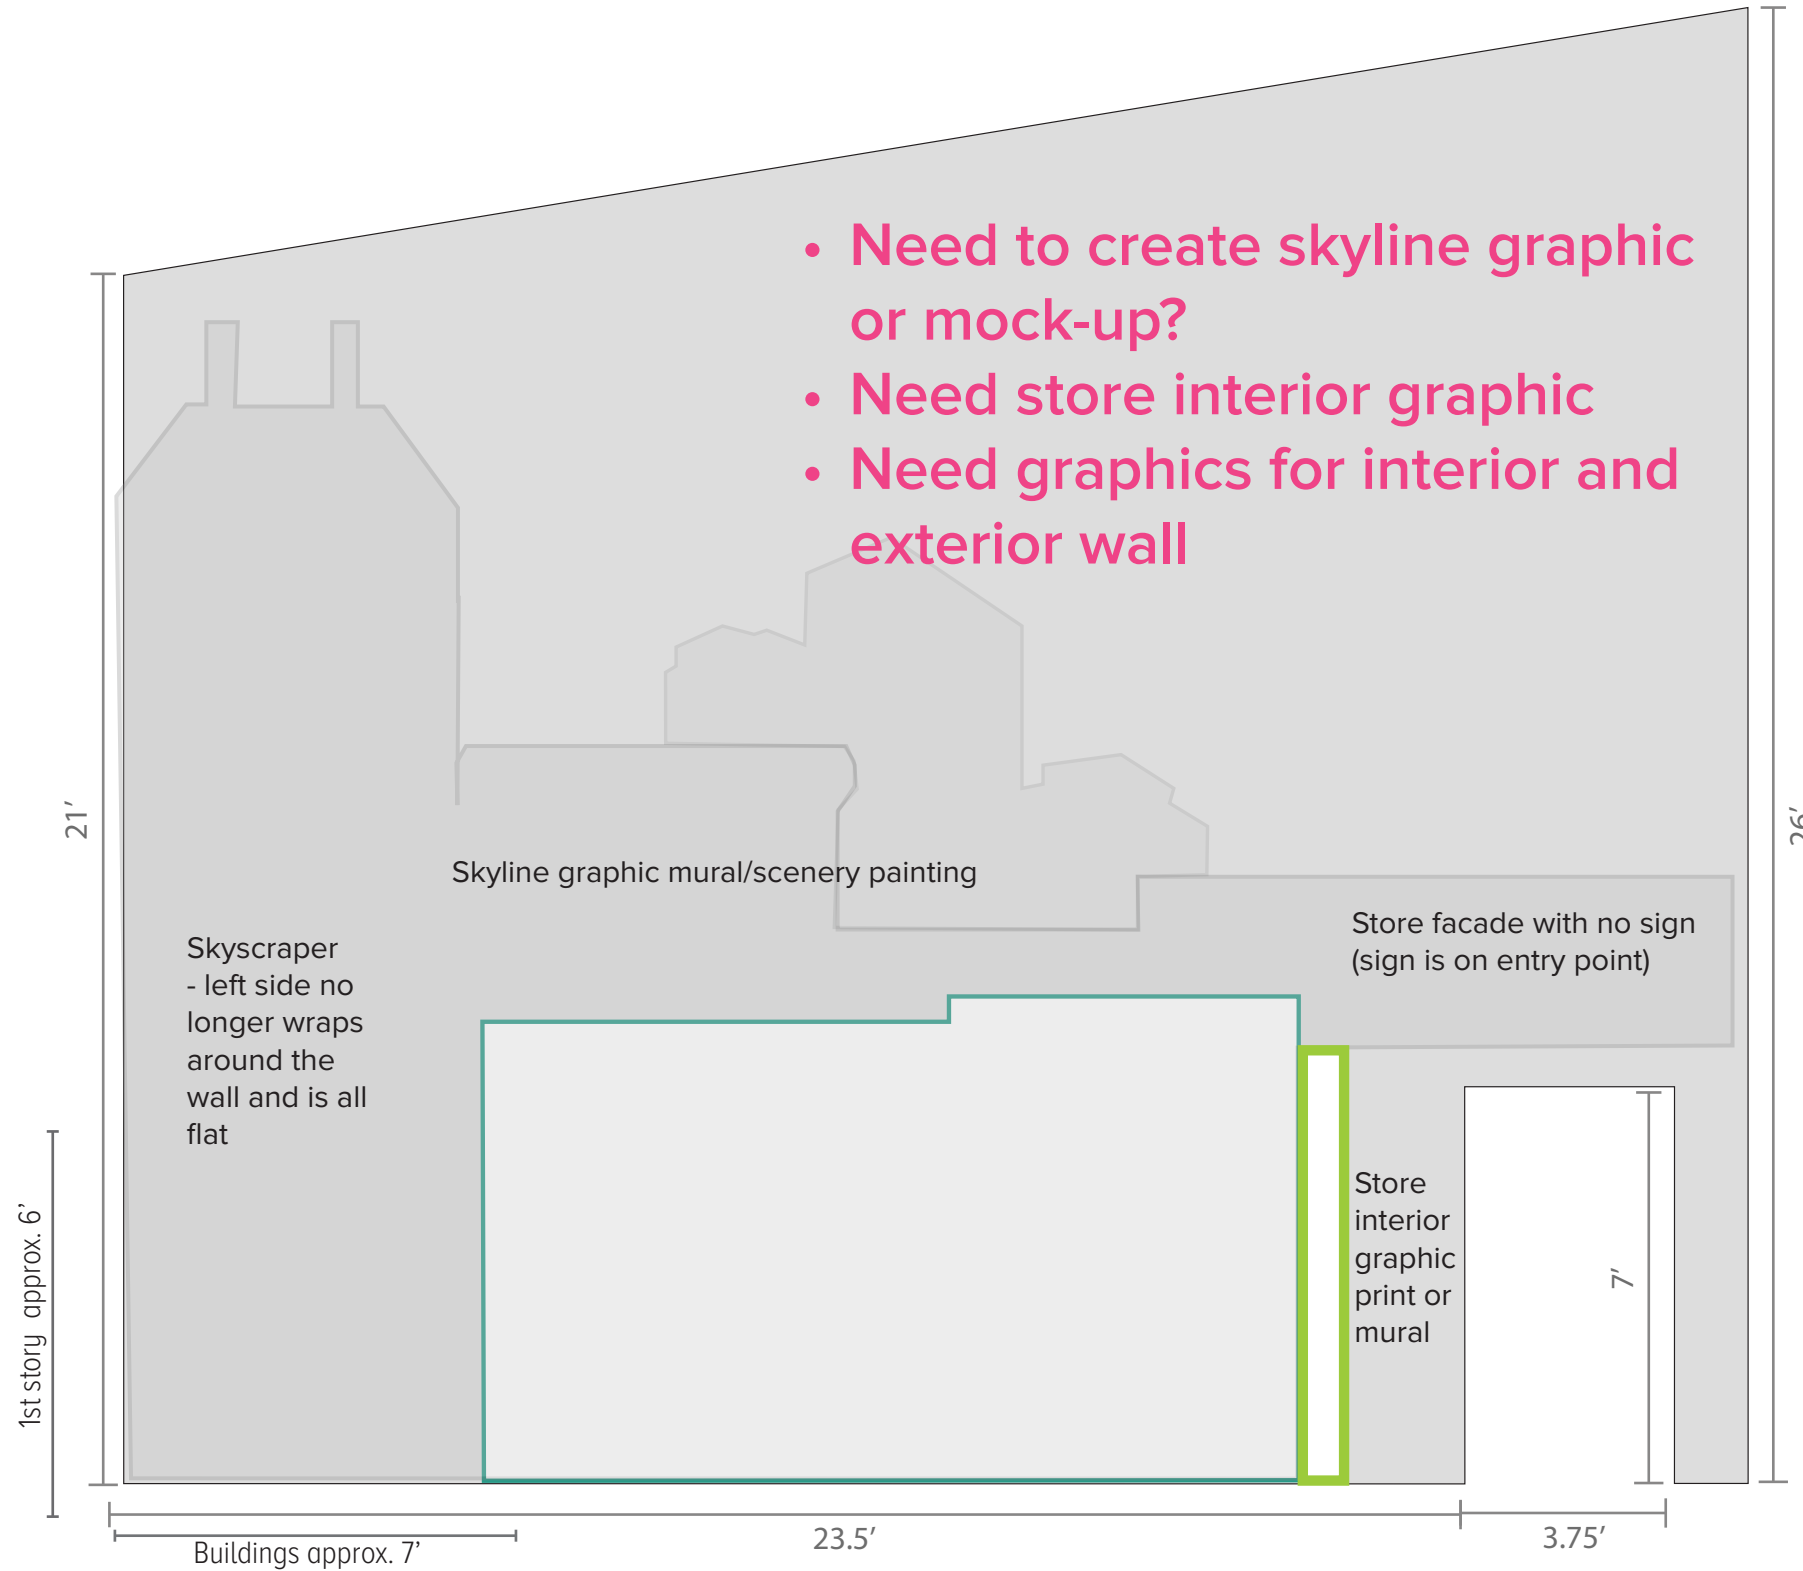 • Need to create skyline graphic
or mock-up?
• Need store interior graphic
• Need graphics for interior and
exterior wall
21′
26′
Skyline graphic mural/scenery painting
Store facade with no sign
(sign is on entry point)
Skyscraper
- left side no
longer wraps
around the
wall and is all
flat
1st story approx. 6'
Store
interior
graphic
print or
mural
7′
23.5′
3.75′
Buildings approx. 7'